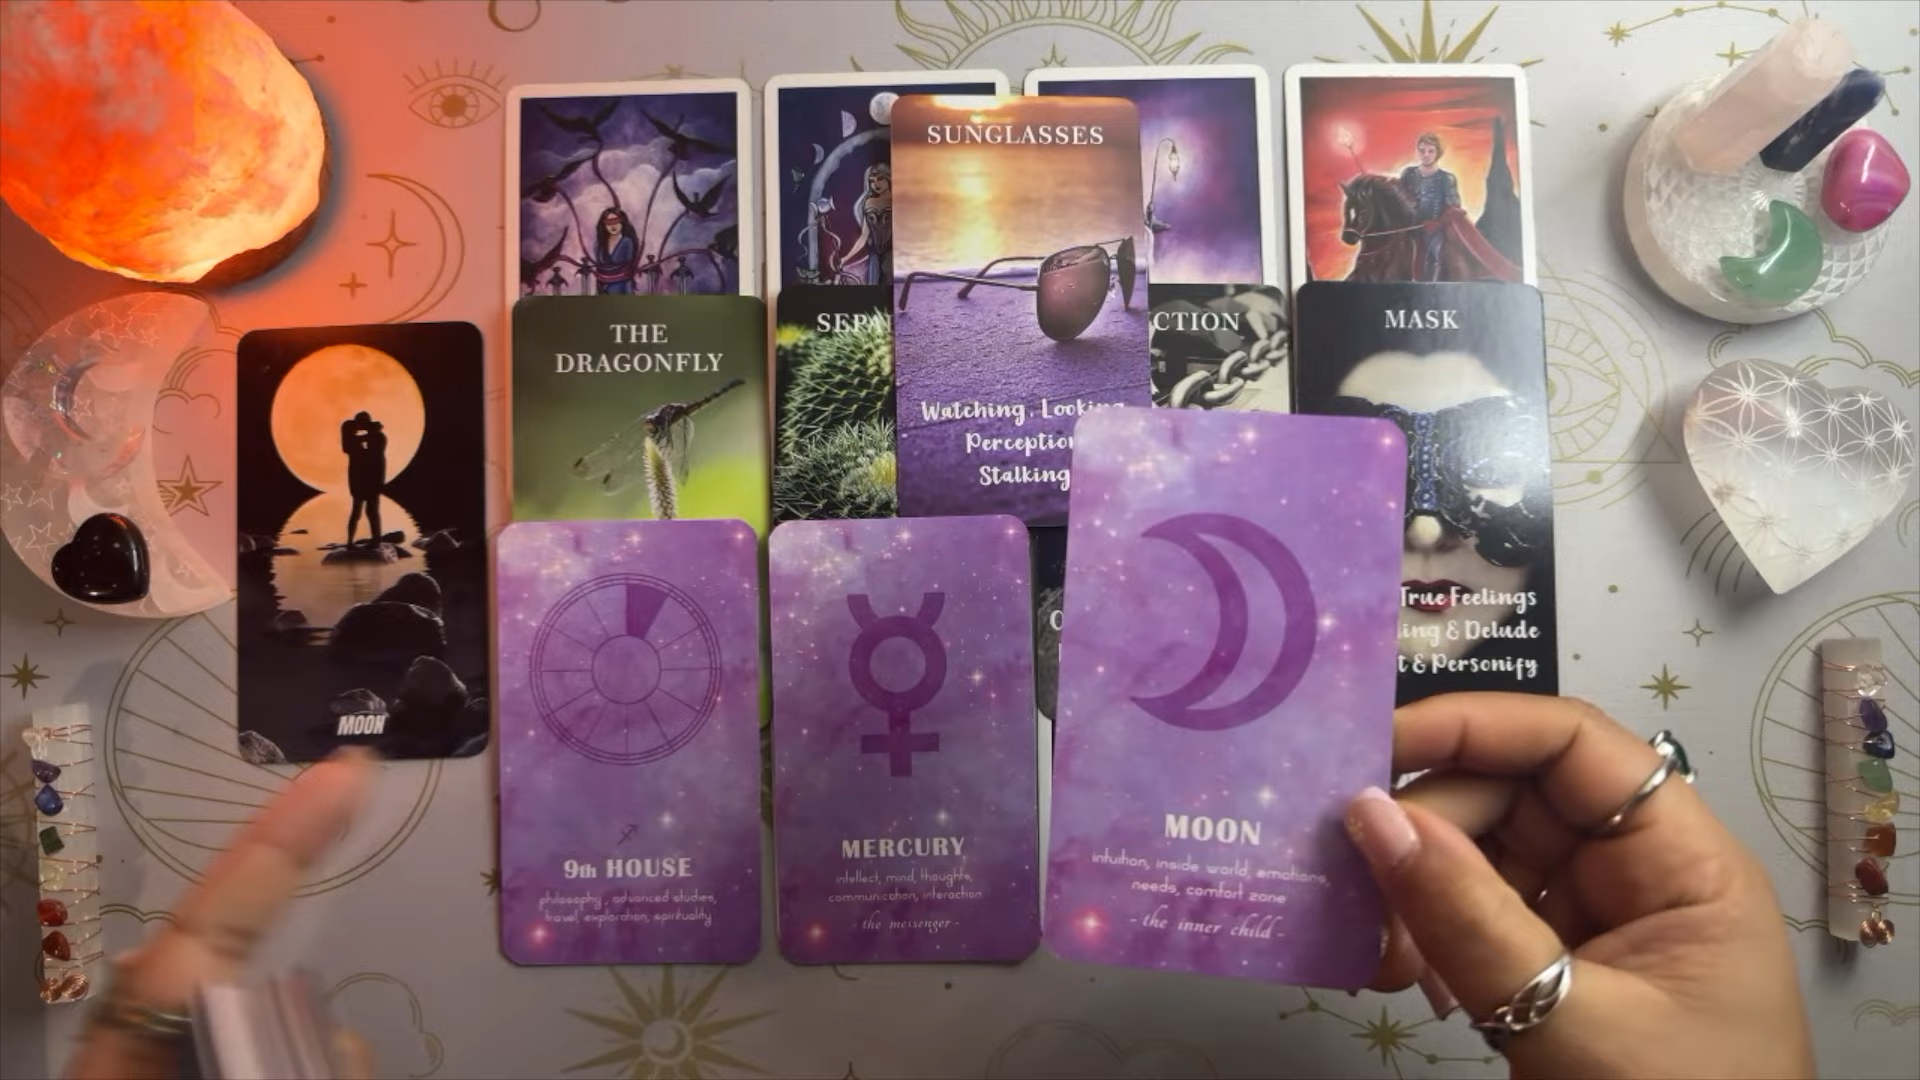 SUNGLASSES
THE
DRAGONFLY
SEPA
CTION
MASK
Watching, Looking
Perception
Stalking
True Feelings
ing & Delude
t & Personify
MOON
9th HOUSE
philosophy, advanced studies,
travel, exploration, spirituality
MERCURY
intellect, mind, thoughts,
communication, interaction
- the messenger -
MOON
intuition, inside world, emotions,
needs, comfort zone
- the inner child -